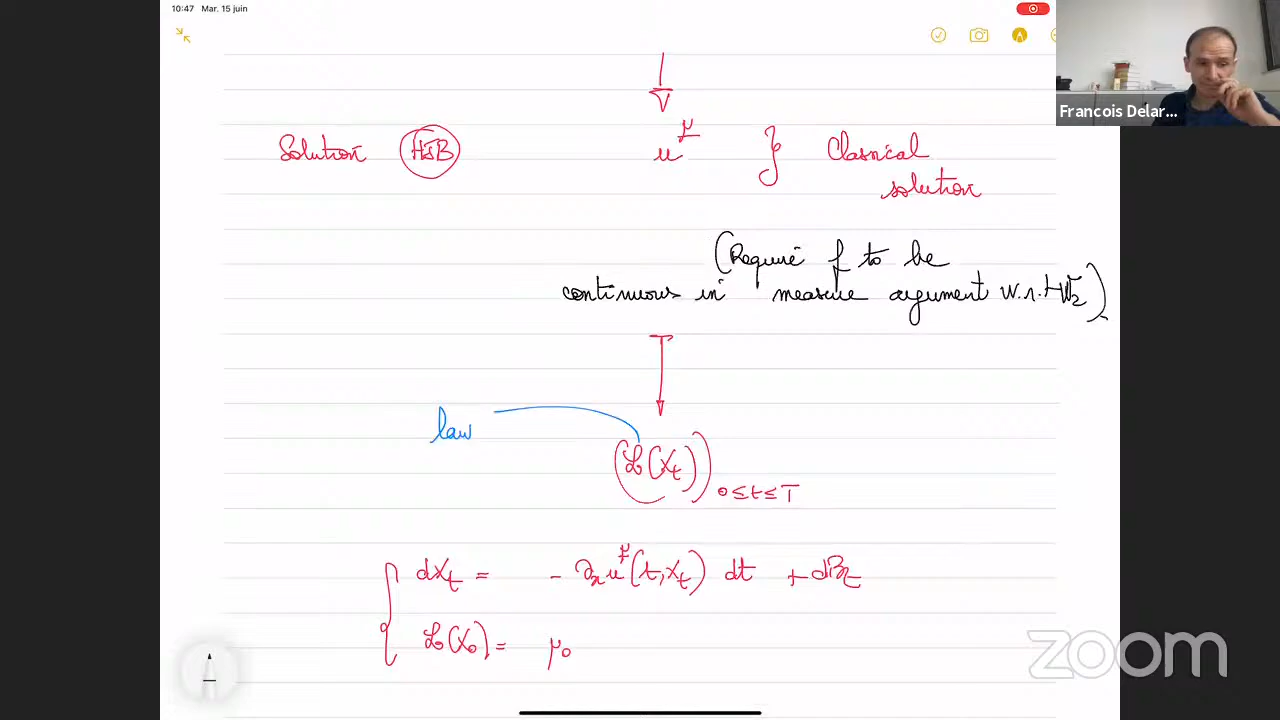 10:47 Mar. 15 juin
Francois Delar...
Solution HJB u^μ } Classical
solution
(Require f to be
continuous in measure argument w.r.t W₂)
law
(ℒ(X_t))_{0≤t≤T}
{ dX_t = - ∂_x u^μ (t, X_t) dt + dB_t
ℒ(X_0) = μ_0
zoom